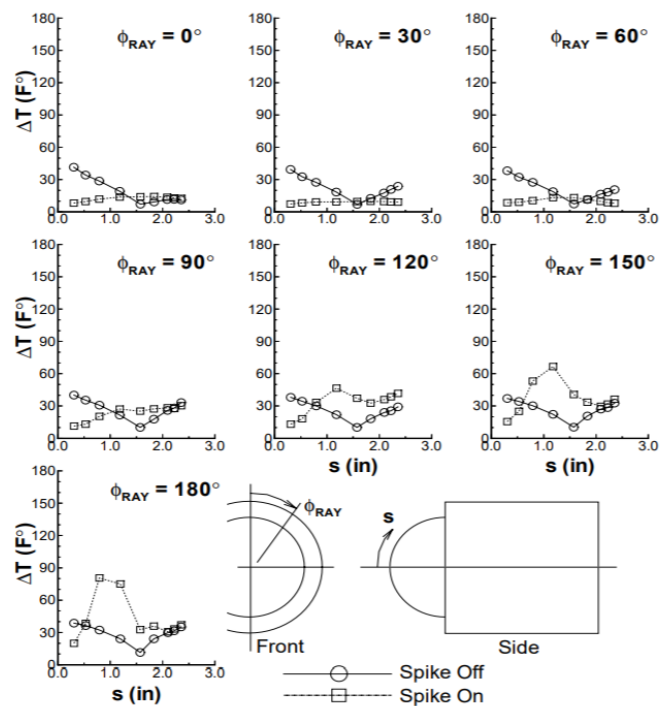 180
150
120
90
60
30
0
ΔT (F°)
ϕRAY = 0°
0.0 1.0 2.0 3.0
180
150
120
90
60
30
0
ϕRAY = 30°
0.0 1.0 2.0 3.0
180
150
120
90
60
30
0
ϕRAY = 60°
0.0 1.0 2.0 3.0
180
150
120
90
60
30
0
ΔT (F°)
ϕRAY = 90°
0.0 1.0 2.0 3.0
180
150
120
90
60
30
0
ϕRAY = 120°
0.0 1.0 2.0 3.0
s (in)
180
150
120
90
60
30
0
ϕRAY = 150°
0.0 1.0 2.0 3.0
s (in)
180
150
120
90
60
30
0
ΔT (F°)
ϕRAY = 180°
0.0 1.0 2.0 3.0
s (in)
ϕRAY
Front
s
Side
Spike Off
Spike On